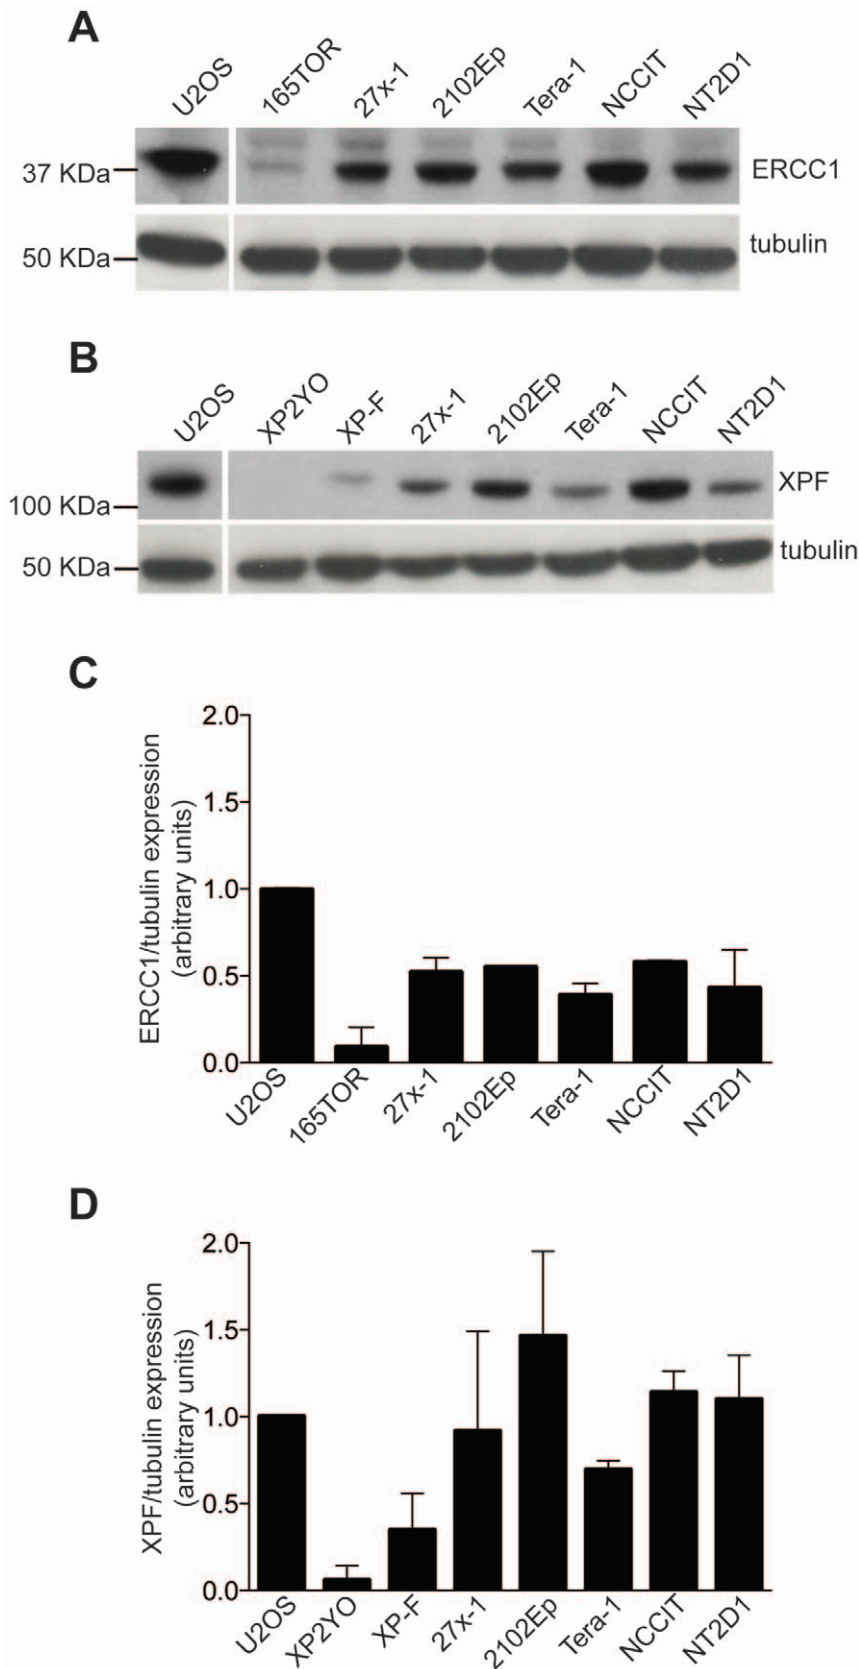 A
U2OS 165TOR 27x-1 2102Ep Tera-1 NCCIT NT2D1
37 KDa ERCC1
50 KDa tubulin
B
U2OS XP2YO XP-F 27x-1 2102Ep Tera-1 NCCIT NT2D1
100 KDa XPF
50 KDa tubulin
C
ERCC1/tubulin expression
(arbitrary units)
2.0
1.5
1.0
0.5
0.0
U2OS 165TOR 27x-1 2102Ep Tera-1 NCCIT NT2D1
D
XPF/tubulin expression
(arbitrary units)
2.0
1.5
1.0
0.5
0.0
U2OS XP2YO XP-F 27x-1 2102Ep Tera-1 NCCIT NT2D1